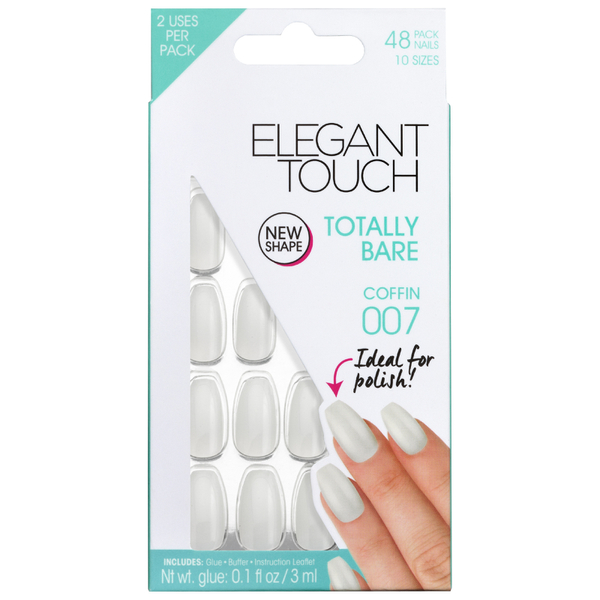 2 USES
PER
PACK
48 PACK NAILS
10 SIZES
ELEGANT
TOUCH
NEW
SHAPE
TOTALLY
BARE
COFFIN
007
Ideal for
polish!
INCLUDES: Glue • Buffer • Instruction Leaflet
Nt wt. glue: 0.1 fl oz / 3 ml